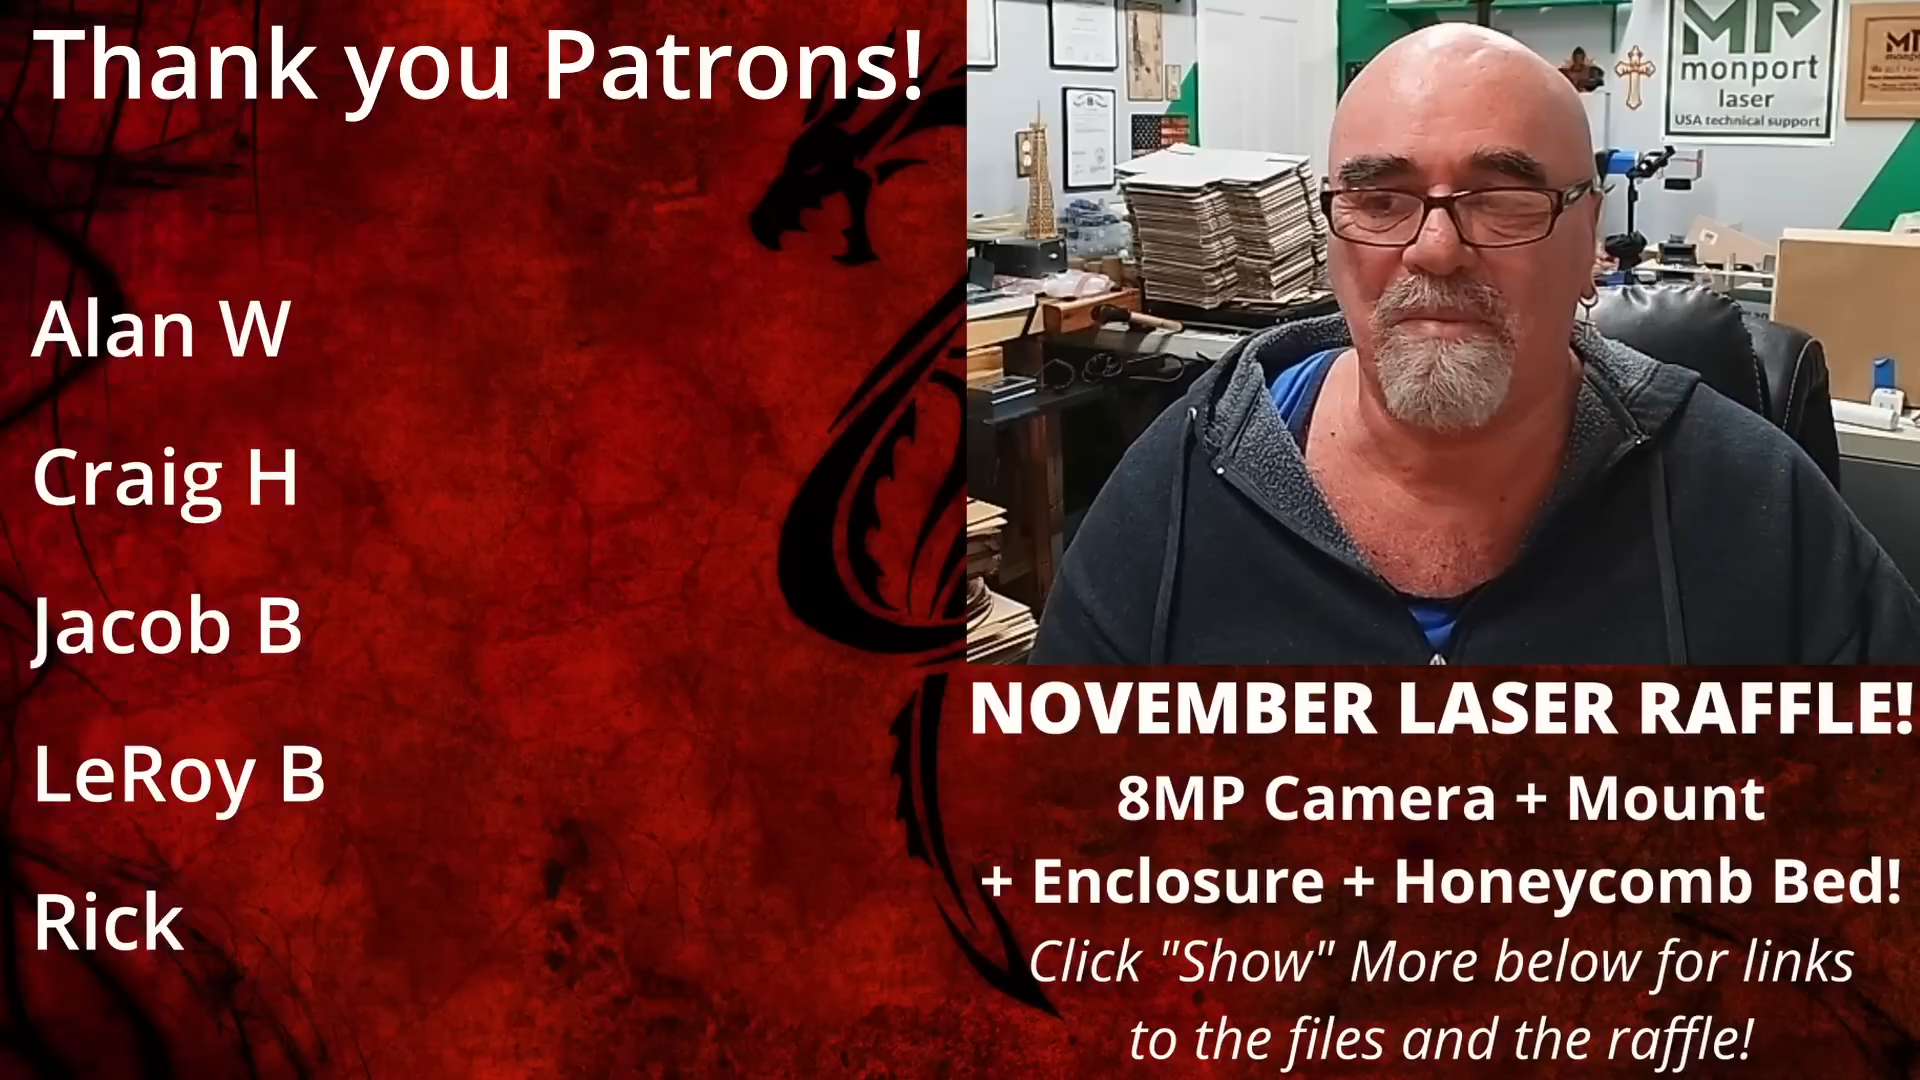 Thank you Patrons!
Alan W
Craig H
Jacob B
LeRoy B
Rick
MP
monport
laser
USA technical support
NOVEMBER LASER RAFFLE!
8MP Camera + Mount
+ Enclosure + Honeycomb Bed!
Click "Show" More below for links
to the files and the raffle!